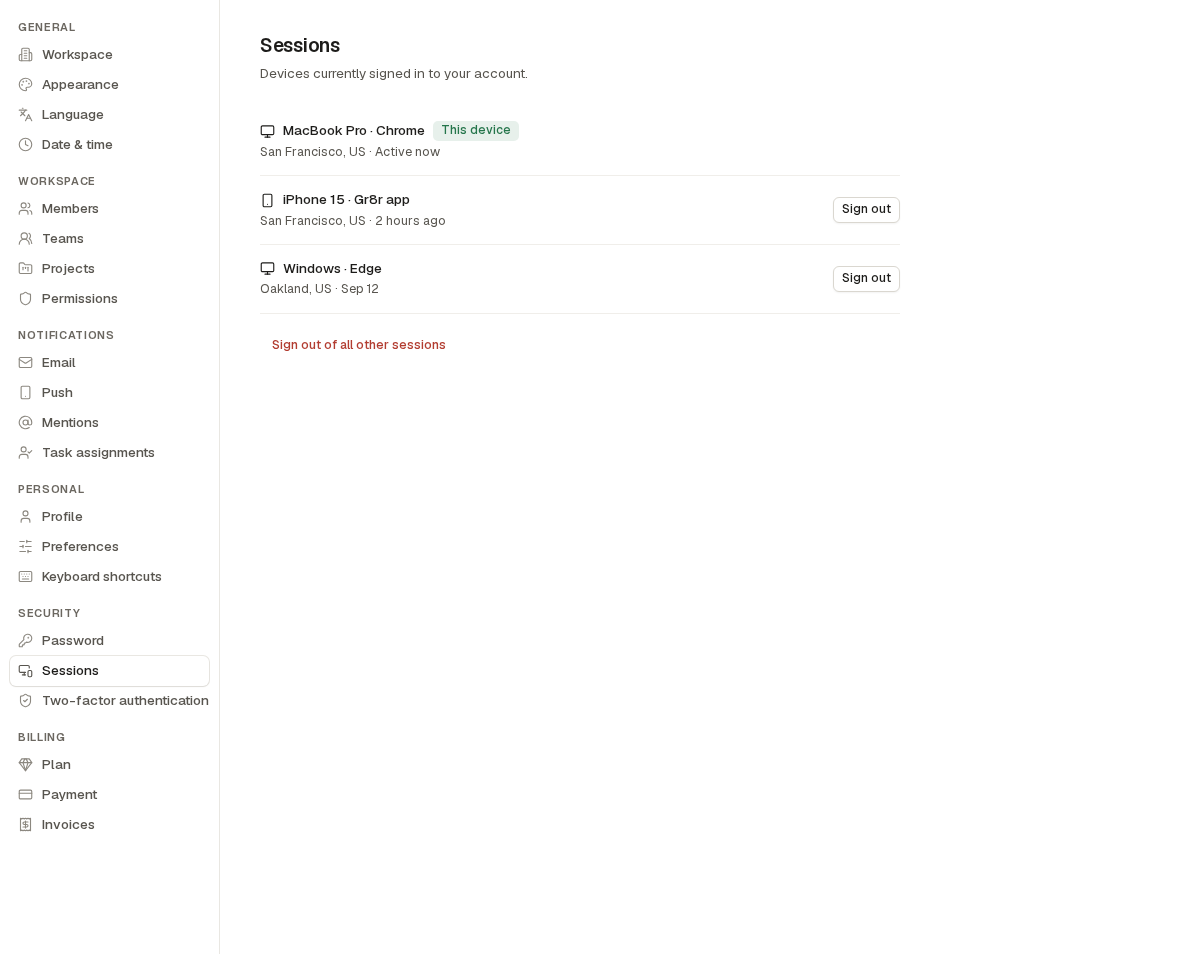 GENERAL
Workspace
Appearance
Language
Date & time
WORKSPACE
Members
Teams
Projects
Permissions
NOTIFICATIONS
Email
Push
Mentions
Task assignments
PERSONAL
Profile
Preferences
Keyboard shortcuts
SECURITY
Password
Sessions
Two-factor authentication
BILLING
Plan
Payment
Invoices
Sessions
Devices currently signed in to your account.
MacBook Pro · Chrome This device
San Francisco, US · Active now
iPhone 15 · Gr8r app
San Francisco, US · 2 hours ago
Sign out
Windows · Edge
Oakland, US · Sep 12
Sign out
Sign out of all other sessions